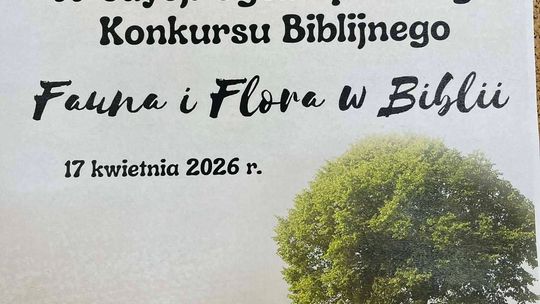 Konkursu Biblijnego
Fauna i Flora w Biblii
17 kwietnia 2026 r.